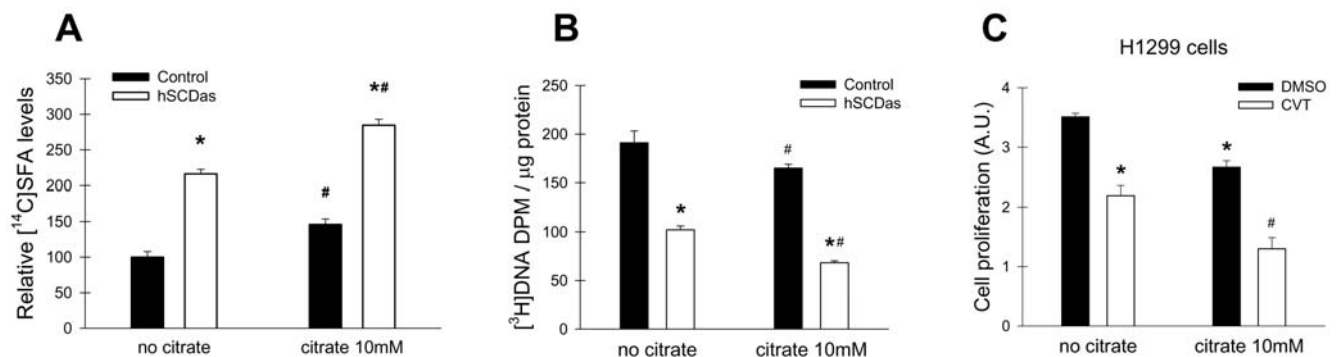 A
Control
hSCDas
Relative [14C]SFA levels
350
300
250
200
150
100
50
0
*
#
*#
no citrate
citrate 10mM
B
Control
hSCDas
[3H]DNA DPM / μg protein
250
200
150
100
50
0
*
#
*#
no citrate
citrate 10mM
C
H1299 cells
DMSO
CVT
Cell proliferation (A.U.)
4
3
2
1
0
*
*
#
no citrate
citrate 10mM